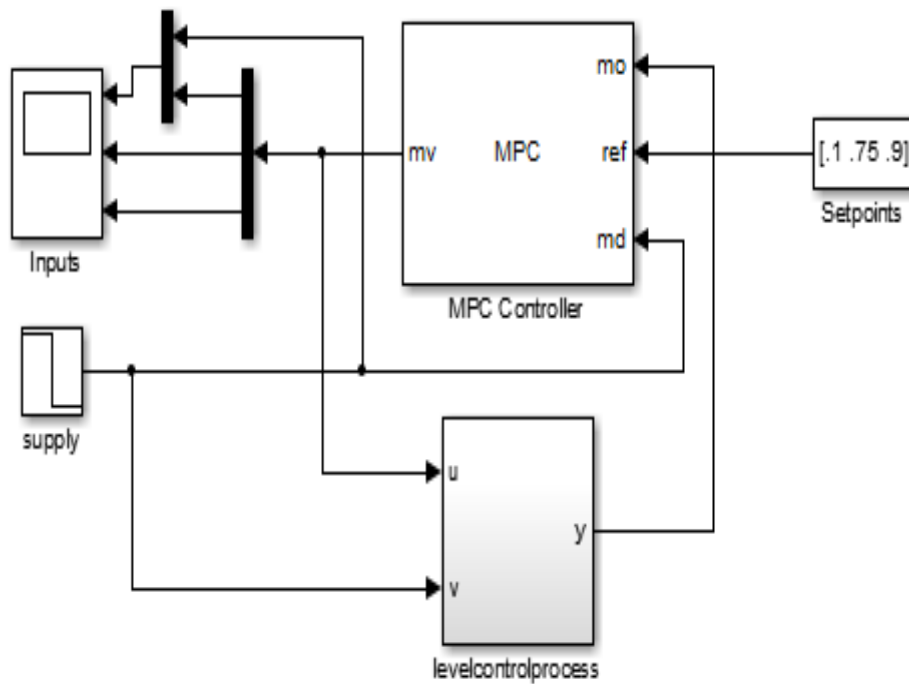 mo
mv
MPC
ref
[.1 .75 .9]
Setpoints
md
Inputs
MPC Controller
supply
u
y
v
levelcontrolprocess